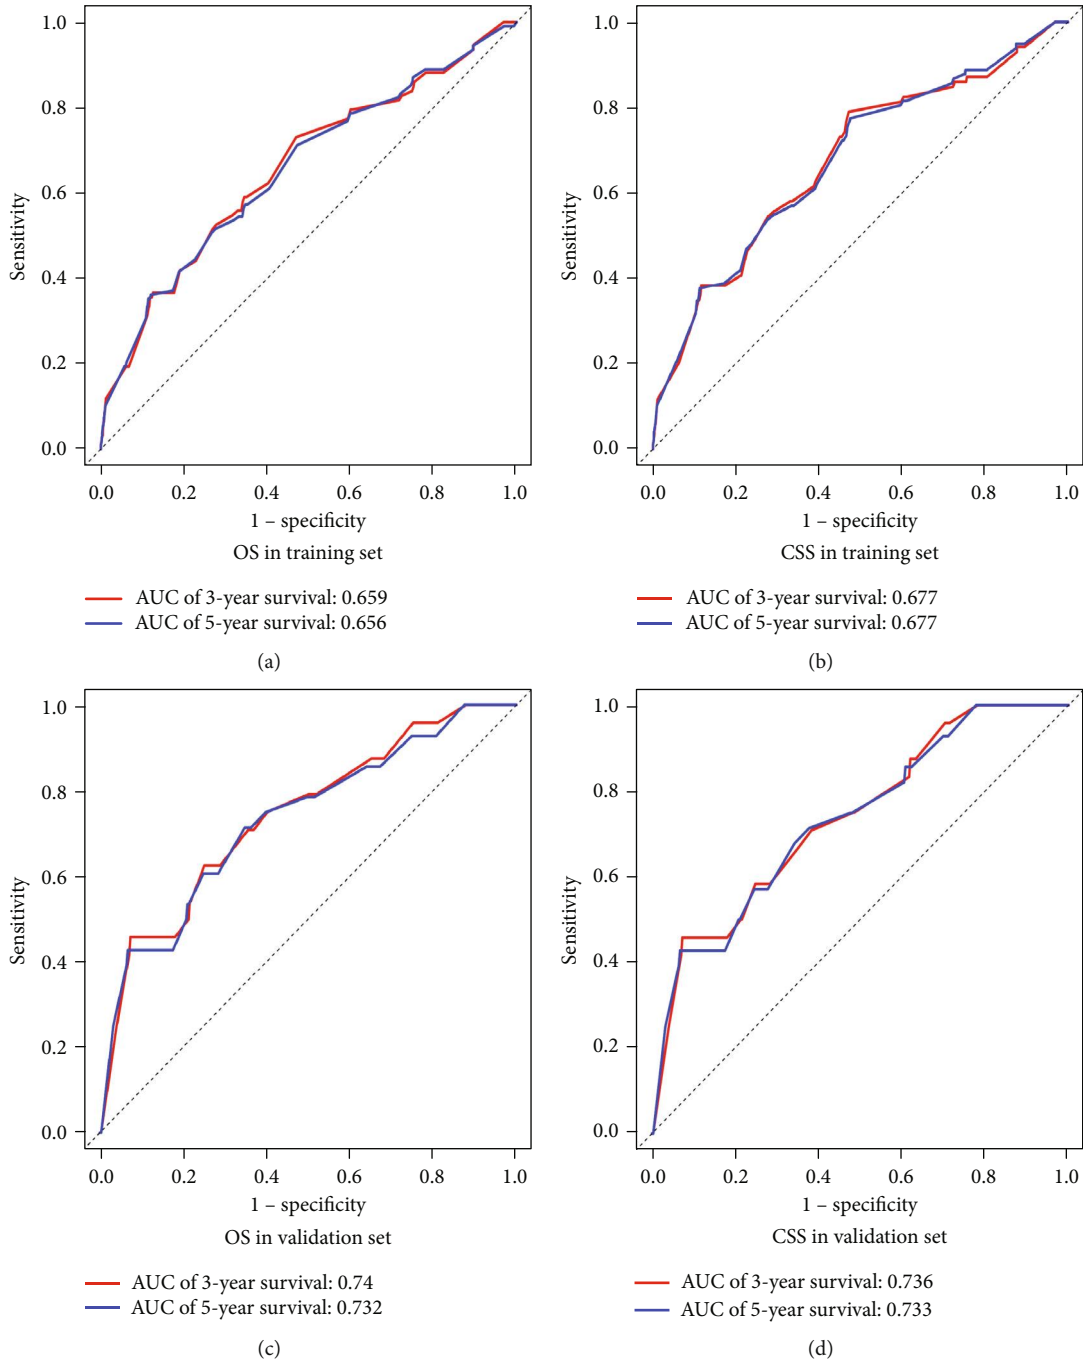 1.0
0.8
0.6
0.4
0.2
0.0
Sensitivity
0.0 0.2 0.4 0.6 0.8 1.0
1 – specificity
OS in training set
AUC of 3-year survival: 0.659
AUC of 5-year survival: 0.656
(a)
1.0
0.8
0.6
0.4
0.2
0.0
Sensitivity
0.0 0.2 0.4 0.6 0.8 1.0
1 – specificity
CSS in training set
AUC of 3-year survival: 0.677
AUC of 5-year survival: 0.677
(b)
1.0
0.8
0.6
0.4
0.2
0.0
Sensitivity
0.0 0.2 0.4 0.6 0.8 1.0
1 – specificity
OS in validation set
AUC of 3-year survival: 0.74
AUC of 5-year survival: 0.732
(c)
1.0
0.8
0.6
0.4
0.2
0.0
Sensitivity
0.0 0.2 0.4 0.6 0.8 1.0
1 – specificity
CSS in validation set
AUC of 3-year survival: 0.736
AUC of 5-year survival: 0.733
(d)